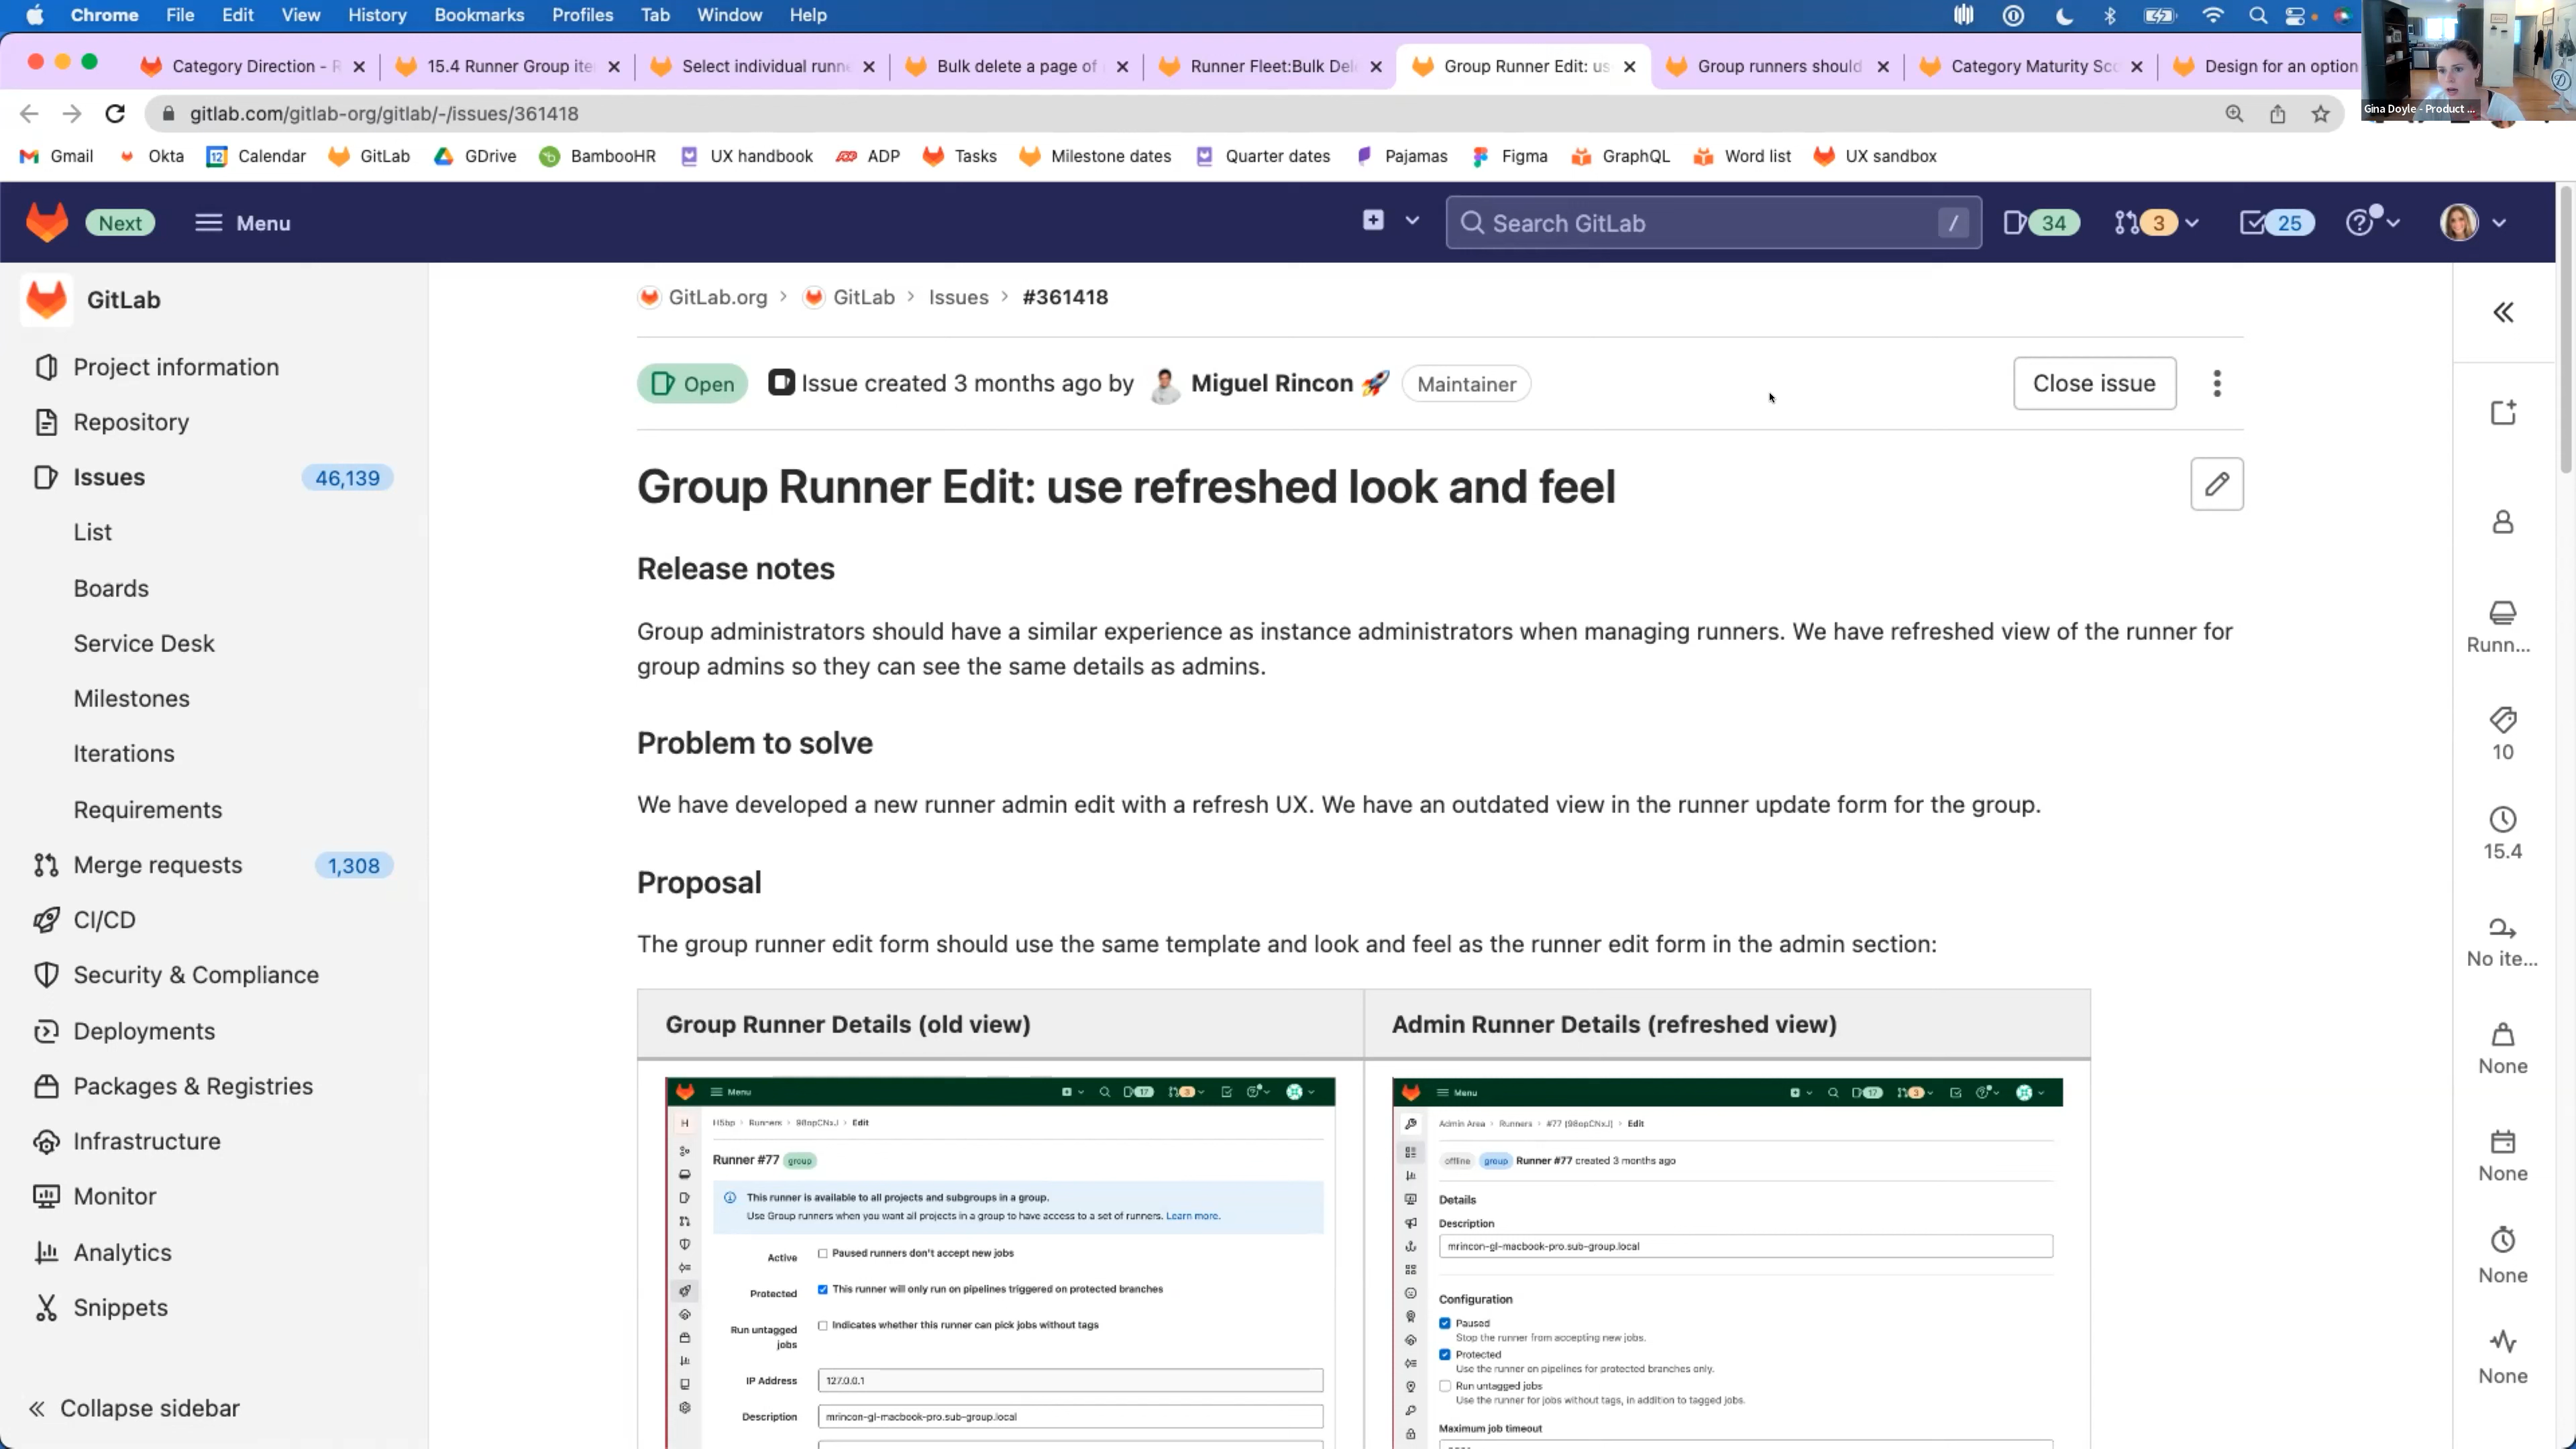 Chrome File Edit View History Bookmarks Profiles Tab Window Help
Category Direction - R
15.4 Runner Group ite
Select individual runne
Bulk delete a page of
Runner Fleet:Bulk Del
Group Runner Edit: us
Group runners should
Category Maturity Sco
Design for an option
Gina Doyle - Product ...
gitlab.com/gitlab-org/gitlab/-/issues/361418
Gmail Okta Calendar GitLab GDrive BambooHR UX handbook ADP Tasks Milestone dates Quarter dates Pajamas Figma GraphQL Word list UX sandbox
Next Menu Search GitLab / 34 3 25
GitLab
Project information
Repository
Issues 46,139
List
Boards
Service Desk
Milestones
Iterations
Requirements
Merge requests 1,308
CI/CD
Security & Compliance
Deployments
Packages & Registries
Infrastructure
Monitor
Analytics
Snippets
Collapse sidebar
GitLab.org > GitLab > Issues > #361418
Open Issue created 3 months ago by Miguel Rincon 🚀 Maintainer
Close issue
Group Runner Edit: use refreshed look and feel
Release notes
Group administrators should have a similar experience as instance administrators when managing runners. We have refreshed view of the runner for
group admins so they can see the same details as admins.
Problem to solve
We have developed a new runner admin edit with a refresh UX. We have an outdated view in the runner update form for the group.
Proposal
The group runner edit form should use the same template and look and feel as the runner edit form in the admin section:
Group Runner Details (old view)
Menu 17 3
H
H5bp > Runners > 98opCNxJ > Edit
Runner #77 group
This runner is available to all projects and subgroups in a group.
Use Group runners when you want all projects in a group to have access to a set of runners. Learn more.
Active Paused runners don't accept new jobs
Protected This runner will only run on pipelines triggered on protected branches
Run untagged Indicates whether this runner can pick jobs without tags
jobs
IP Address 127.0.0.1
Description mrincon-gl-macbook-pro.sub-group.local
Admin Runner Details (refreshed view)
Menu 17 3
Admin Area > Runners > #77 (98opCNxJ) > Edit
offline group Runner #77 created 3 months ago
Details
Description
mrincon-gl-macbook-pro.sub-group.local
Configuration
Paused
Stop the runner from accepting new jobs.
Protected
Use the runner on pipelines for protected branches only.
Run untagged jobs
Use the runner for jobs without tags, in addition to tagged jobs.
Maximum job timeout
Runn...
10
15.4
No ite...
None
None
None
None